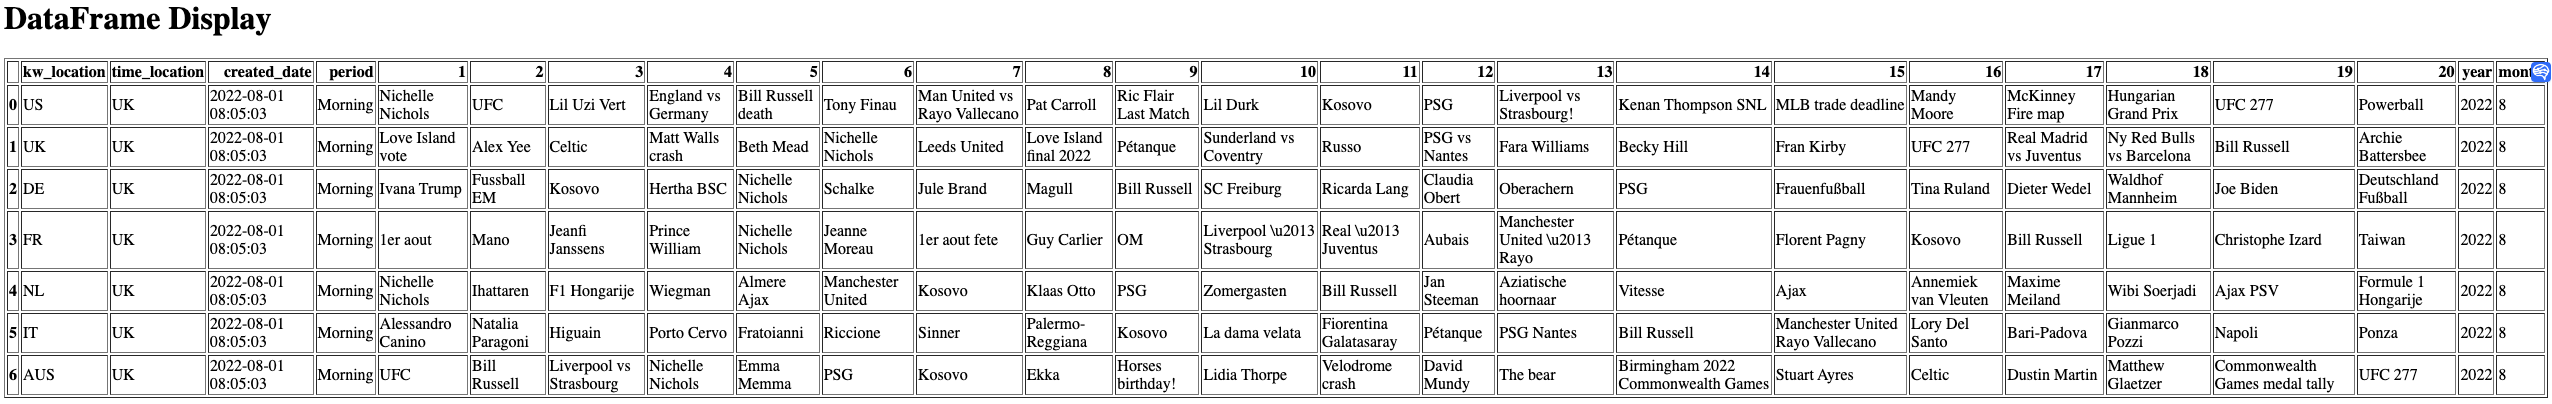 DataFrame Display
kw_location time_location created_date period 1 2 3 4 5 6 7 8 9 10 11 12 13 14 15 16 17 18 19 20 year mont
0 US UK 2022-08-01 08:05:03 Morning Nichelle Nichols UFC Lil Uzi Vert England vs Germany Bill Russell death Tony Finau Man United vs Rayo Vallecano Pat Carroll Ric Flair Last Match Lil Durk Kosovo PSG Liverpool vs Strasbourg! Kenan Thompson SNL MLB trade deadline Mandy Moore McKinney Fire map Hungarian Grand Prix UFC 277 Powerball 2022 8
1 UK UK 2022-08-01 08:05:03 Morning Love Island vote Alex Yee Celtic Matt Walls crash Beth Mead Nichelle Nichols Leeds United Love Island final 2022 Pétanque Sunderland vs Coventry Russo PSG vs Nantes Fara Williams Becky Hill Fran Kirby UFC 277 Real Madrid vs Juventus Ny Red Bulls vs Barcelona Bill Russell Archie Battersbee 2022 8
2 DE UK 2022-08-01 08:05:03 Morning Ivana Trump Fussball EM Kosovo Hertha BSC Nichelle Nichols Schalke Jule Brand Magull Bill Russell SC Freiburg Ricarda Lang Claudia Obert Oberachern PSG Frauenfußball Tina Ruland Dieter Wedel Waldhof Mannheim Joe Biden Deutschland Fußball 2022 8
3 FR UK 2022-08-01 08:05:03 Morning 1er aout Mano Jeanfi Janssens Prince William Nichelle Nichols Jeanne Moreau 1er aout fete Guy Carlier OM Liverpool \u2013 Strasbourg Real \u2013 Juventus Aubais Manchester United \u2013 Rayo Pétanque Florent Pagny Kosovo Bill Russell Ligue 1 Christophe Izard Taiwan 2022 8
4 NL UK 2022-08-01 08:05:03 Morning Nichelle Nichols Ihattaren F1 Hongarije Wiegman Almere Ajax Manchester United Kosovo Klaas Otto PSG Zomergasten Bill Russell Jan Steeman Aziatische hoornaar Vitesse Ajax Annemiek van Vleuten Maxime Meiland Wibi Soerjadi Ajax PSV Formule 1 Hongarije 2022 8
5 IT UK 2022-08-01 08:05:03 Morning Alessandro Canino Natalia Paragoni Higuain Porto Cervo Fratoianni Riccione Sinner Palermo-Reggiana Kosovo La dama velata Fiorentina Galatasaray Pétanque PSG Nantes Bill Russell Manchester United Rayo Vallecano Lory Del Santo Bari-Padova Gianmarco Pozzi Napoli Ponza 2022 8
6 AUS UK 2022-08-01 08:05:03 Morning UFC Bill Russell Liverpool vs Strasbourg Nichelle Nichols Emma Memma PSG Kosovo Ekka Horses birthday! Lidia Thorpe Velodrome crash David Mundy The bear Birmingham 2022 Commonwealth Games Stuart Ayres Celtic Dustin Martin Matthew Glaetzer Commonwealth Games medal tally UFC 277 2022 8